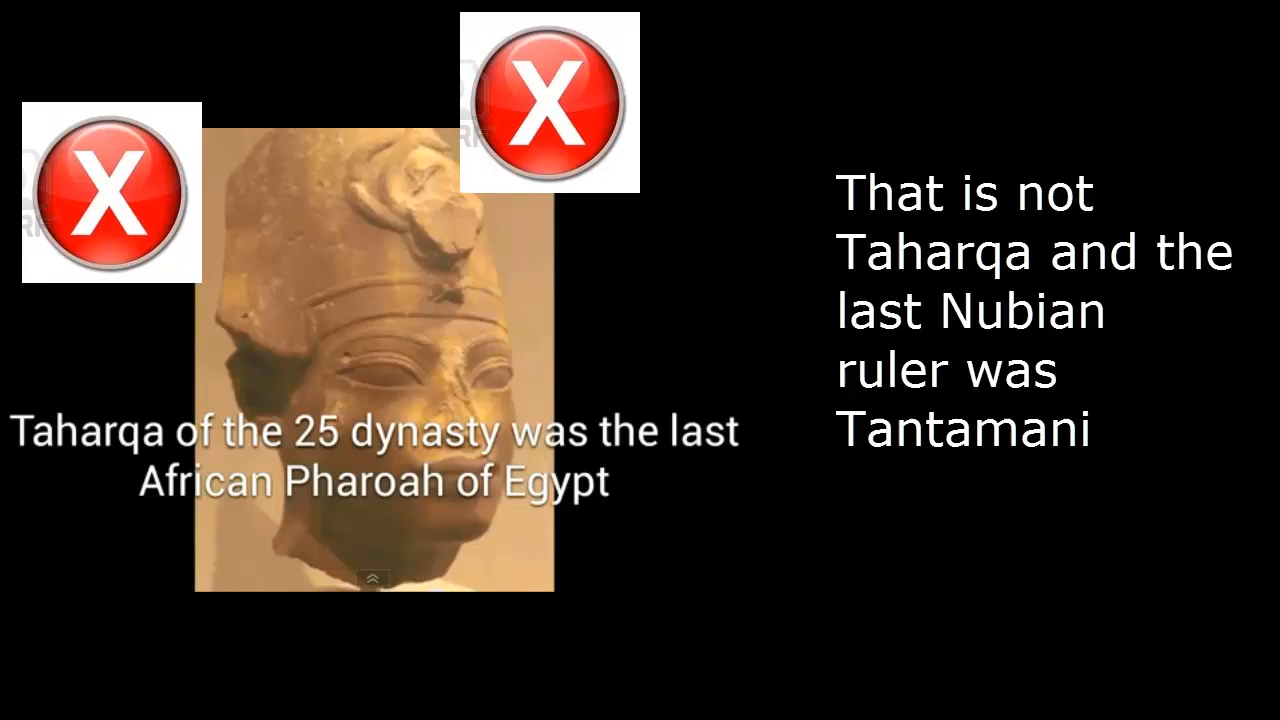 X
X
Taharqa of the 25 dynasty was the last
African Pharoah of Egypt
That is not
Taharqa and the
last Nubian
ruler was
Tantamani